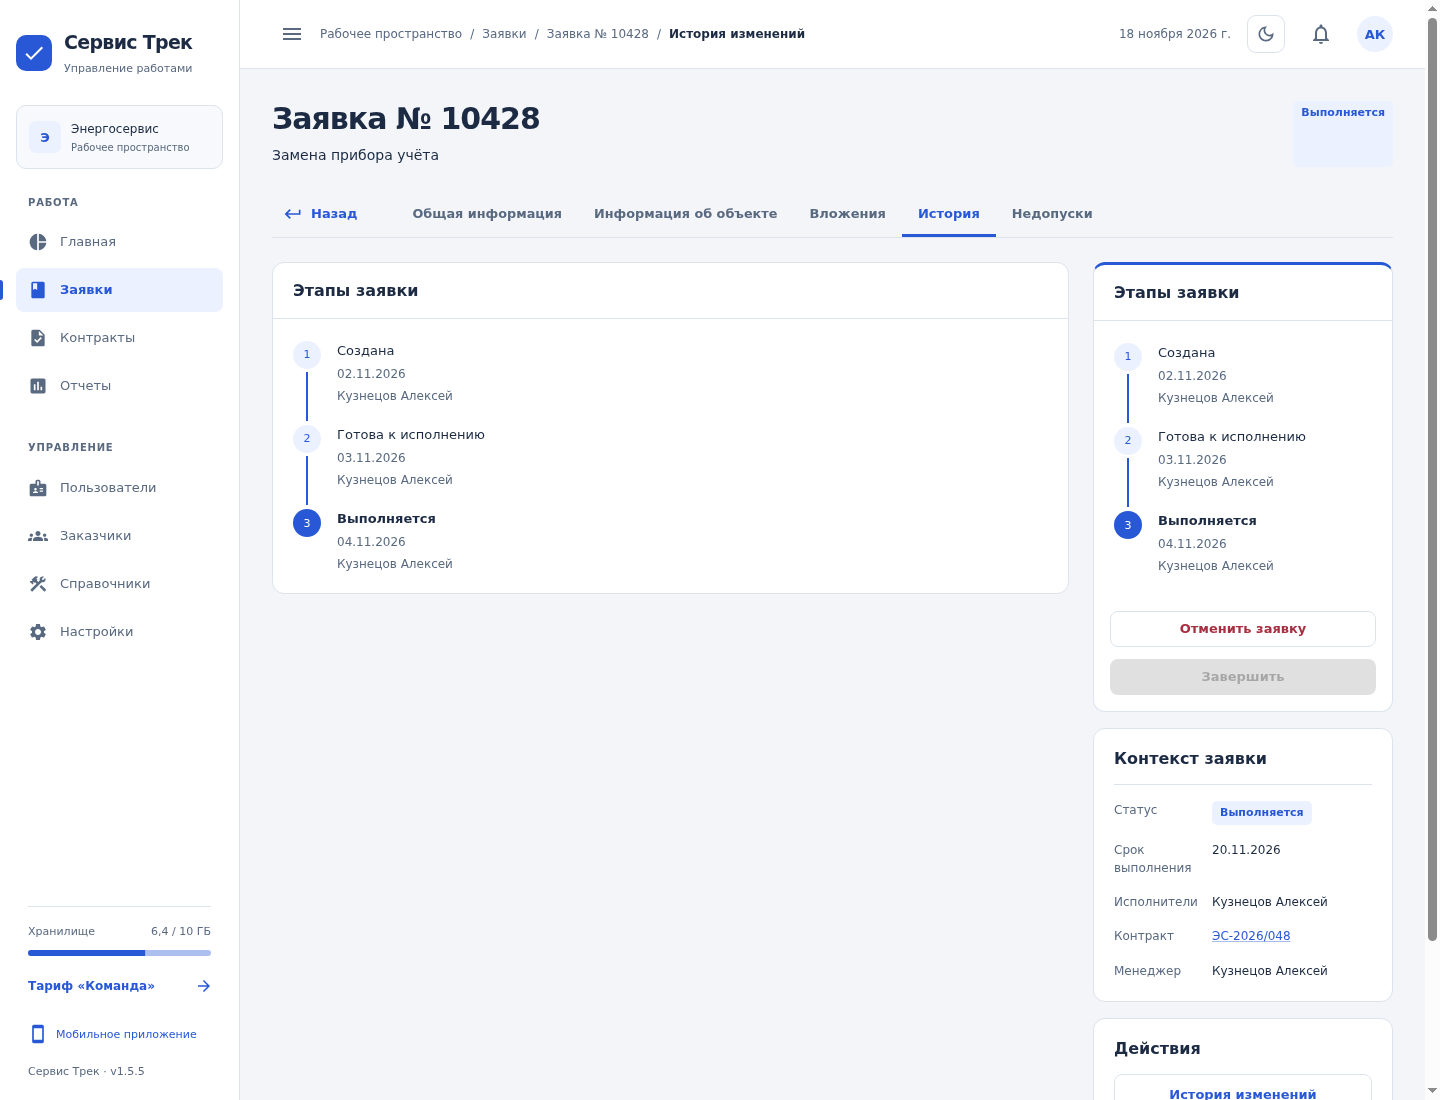 Сервис Трек
Управление работами
Э
Энергосервис
Рабочее пространство
РАБОТА
Главная
Заявки
Контракты
Отчеты
УПРАВЛЕНИЕ
Пользователи
Заказчики
Справочники
Настройки
Хранилище 6,4 / 10 ГБ
Тариф «Команда»
Мобильное приложение
Сервис Трек · v1.5.5
Рабочее пространство / Заявки / Заявка № 10428 / История изменений
18 ноября 2026 г.
АК
Заявка № 10428
Замена прибора учёта
Выполняется
Назад
Общая информация
Информация об объекте
Вложения
История
Недопуски
Этапы заявки
1 Создана
02.11.2026
Кузнецов Алексей
2 Готова к исполнению
03.11.2026
Кузнецов Алексей
3 Выполняется
04.11.2026
Кузнецов Алексей
Этапы заявки
1 Создана
02.11.2026
Кузнецов Алексей
2 Готова к исполнению
03.11.2026
Кузнецов Алексей
3 Выполняется
04.11.2026
Кузнецов Алексей
Отменить заявку
Завершить
Контекст заявки
Статус Выполняется
Срок выполнения 20.11.2026
Исполнители Кузнецов Алексей
Контракт ЭС-2026/048
Менеджер Кузнецов Алексей
Действия
История изменений